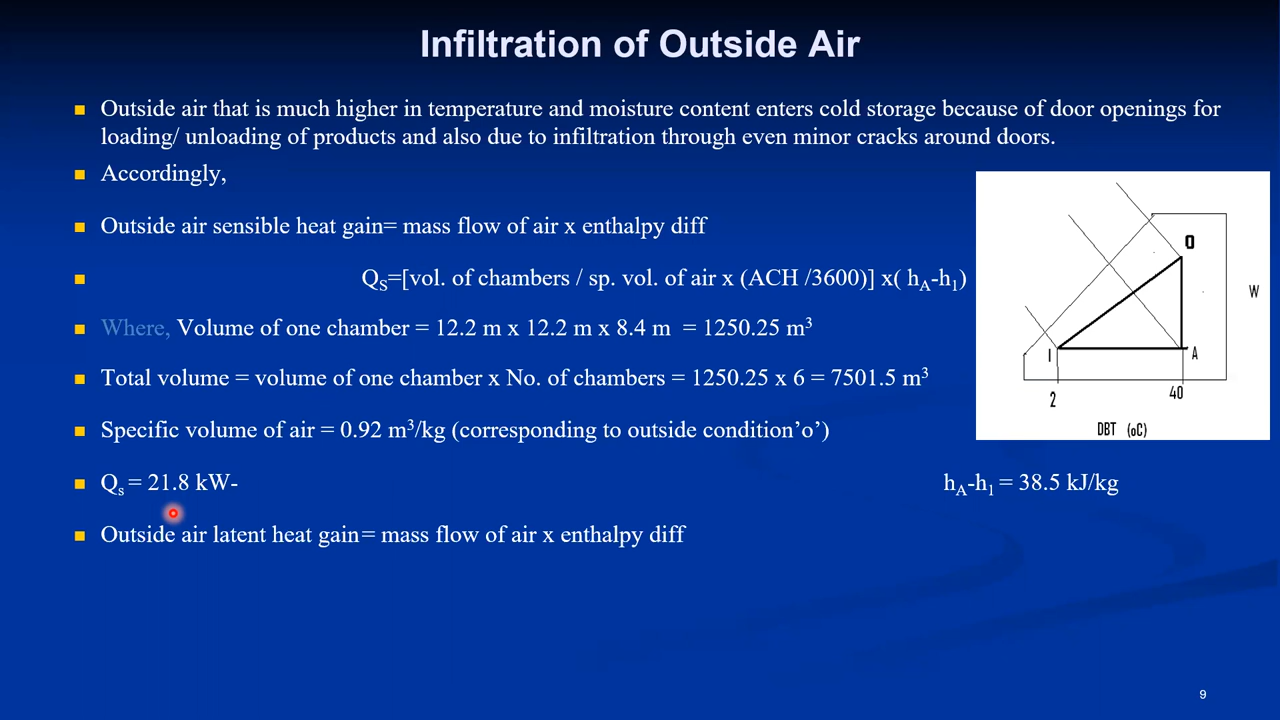 Infiltration of Outside Air
Outside air that is much higher in temperature and moisture content enters cold storage because of door openings for
loading/ unloading of products and also due to infiltration through even minor cracks around doors.
Accordingly,
Outside air sensible heat gain= mass flow of air x enthalpy diff
QS=[vol. of chambers / sp. vol. of air x (ACH /3600)] x( hA-h1)
Where, Volume of one chamber = 12.2 m x 12.2 m x 8.4 m = 1250.25 m³
Total volume = volume of one chamber x No. of chambers = 1250.25 x 6 = 7501.5 m³
Specific volume of air = 0.92 m³/kg (corresponding to outside condition’o’)
Qs = 21.8 kW-
hA-h1 = 38.5 kJ/kg
Outside air latent heat gain= mass flow of air x enthalpy diff
O
W
I
A
2
40
DBT (oC)
9